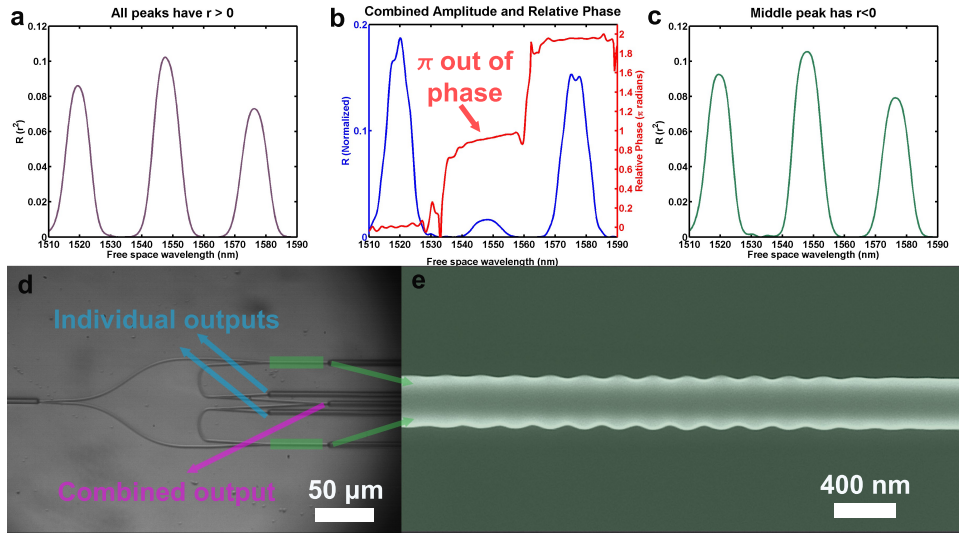 a
All peaks have r > 0
R (r²)
0.12
0.1
0.08
0.06
0.04
0.02
0
1510 1520 1530 1540 1550 1560 1570 1580 1590
Free space wavelength (nm)
b
Combined Amplitude and Relative Phase
π out of
phase
R (Normalized)
0.2
0.1
0
1510 1520 1530 1540 1550 1560 1570 1580 1590
Free space wavelength (nm)
2
1.8
1.6
1.4
1.2
1
0.8
0.6
0.4
0.2
0
Relative Phase (π radians)
c
Middle peak has r<0
R (r²)
0.12
0.1
0.08
0.06
0.04
0.02
0
1510 1520 1530 1540 1550 1560 1570 1580 1590
Free space wavelength (nm)
d
Individual outputs
Combined output
50 µm
e
400 nm